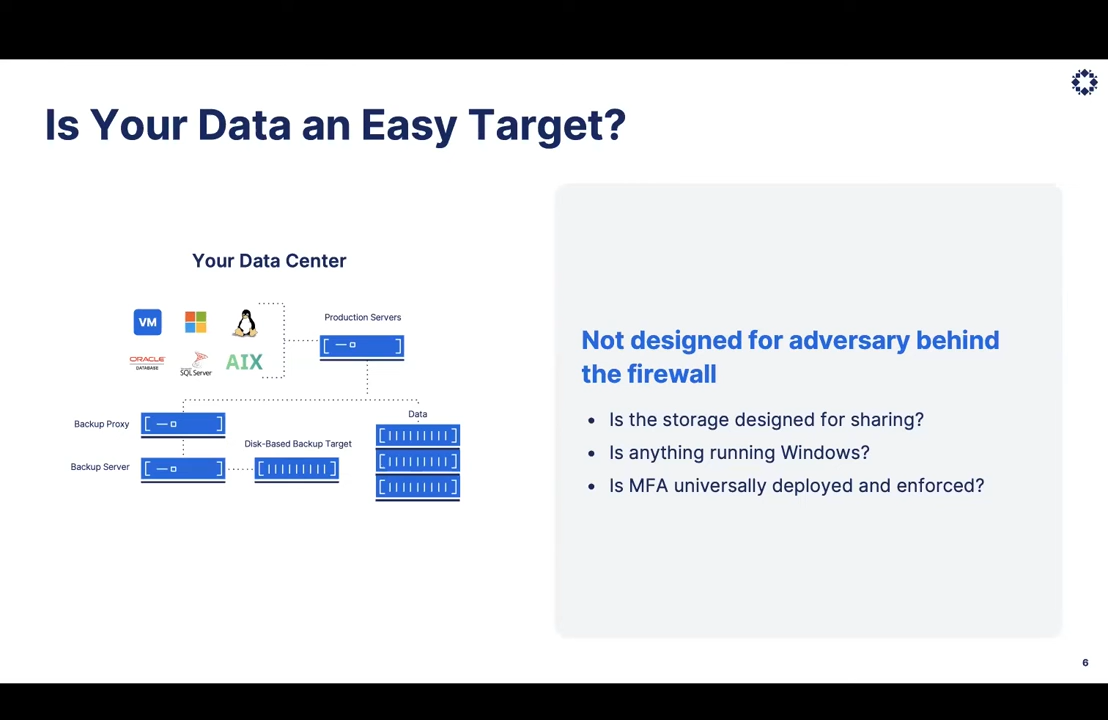 Is Your Data an Easy Target?
Your Data Center
VM
ORACLE
DATABASE
SQL Server
AIX
Production Servers
Backup Proxy
Backup Server
Disk-Based Backup Target
Data
Not designed for adversary behind
the firewall
• Is the storage designed for sharing?
• Is anything running Windows?
• Is MFA universally deployed and enforced?
6